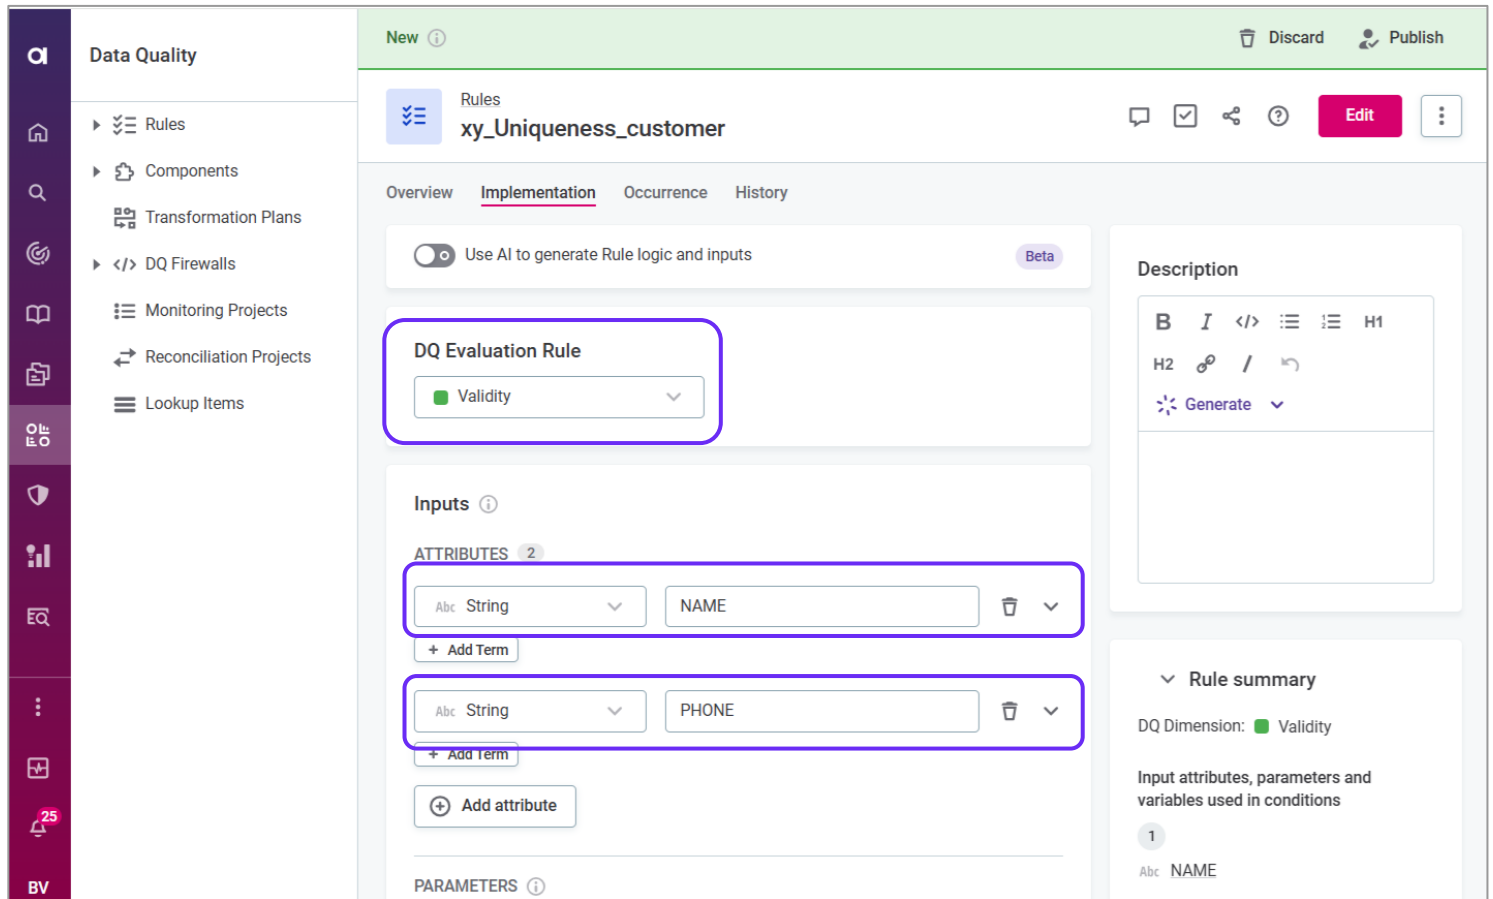 a
25
BV
Data Quality
Rules
Components
Transformation Plans
DQ Firewalls
Monitoring Projects
Reconciliation Projects
Lookup Items
New
Discard
Publish
Rules
xy_Uniqueness_customer
Edit
Overview
Implementation
Occurrence
History
Use AI to generate Rule logic and inputs
Beta
DQ Evaluation Rule
Validity
Inputs
ATTRIBUTES 2
Abc String
NAME
+ Add Term
Abc String
PHONE
+ Add Term
Add attribute
PARAMETERS
Description
B I </> H1
H2
Generate
Rule summary
DQ Dimension: Validity
Input attributes, parameters and
variables used in conditions
1
Abc NAME